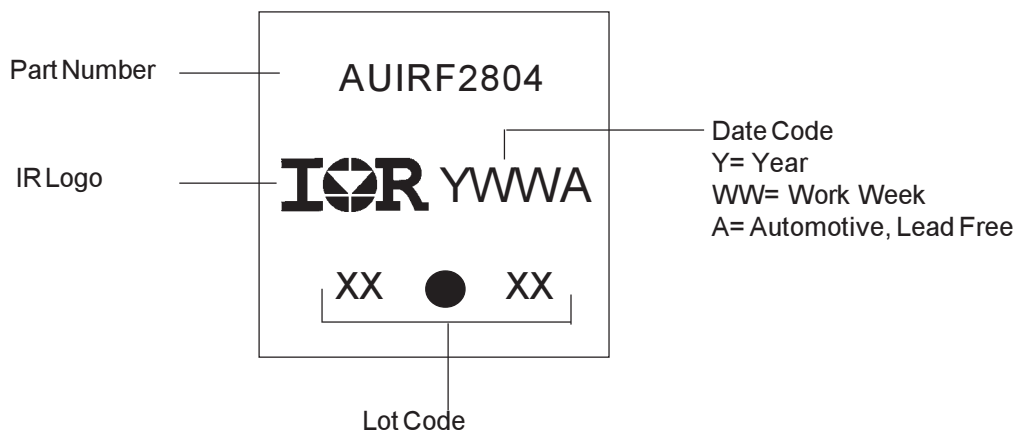 Part Number
AUIRF2804
IR Logo
IOR YWWA
Date Code
Y= Year
WW= Work Week
A= Automotive, Lead Free
XX XX
Lot Code